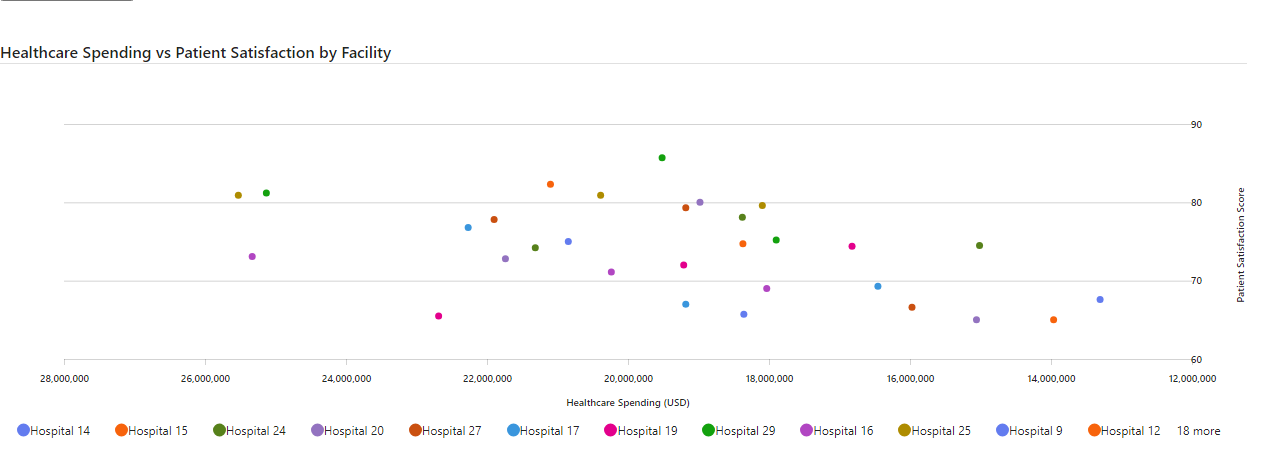 Healthcare Spending vs Patient Satisfaction by Facility
90
80
70
60
Patient Satisfaction Score
28,000,000 26,000,000 24,000,000 22,000,000 20,000,000 18,000,000 16,000,000 14,000,000 12,000,000
Healthcare Spending (USD)
Hospital 14 Hospital 15 Hospital 24 Hospital 20 Hospital 27 Hospital 17 Hospital 19 Hospital 29 Hospital 16 Hospital 25 Hospital 9 Hospital 12 18 more